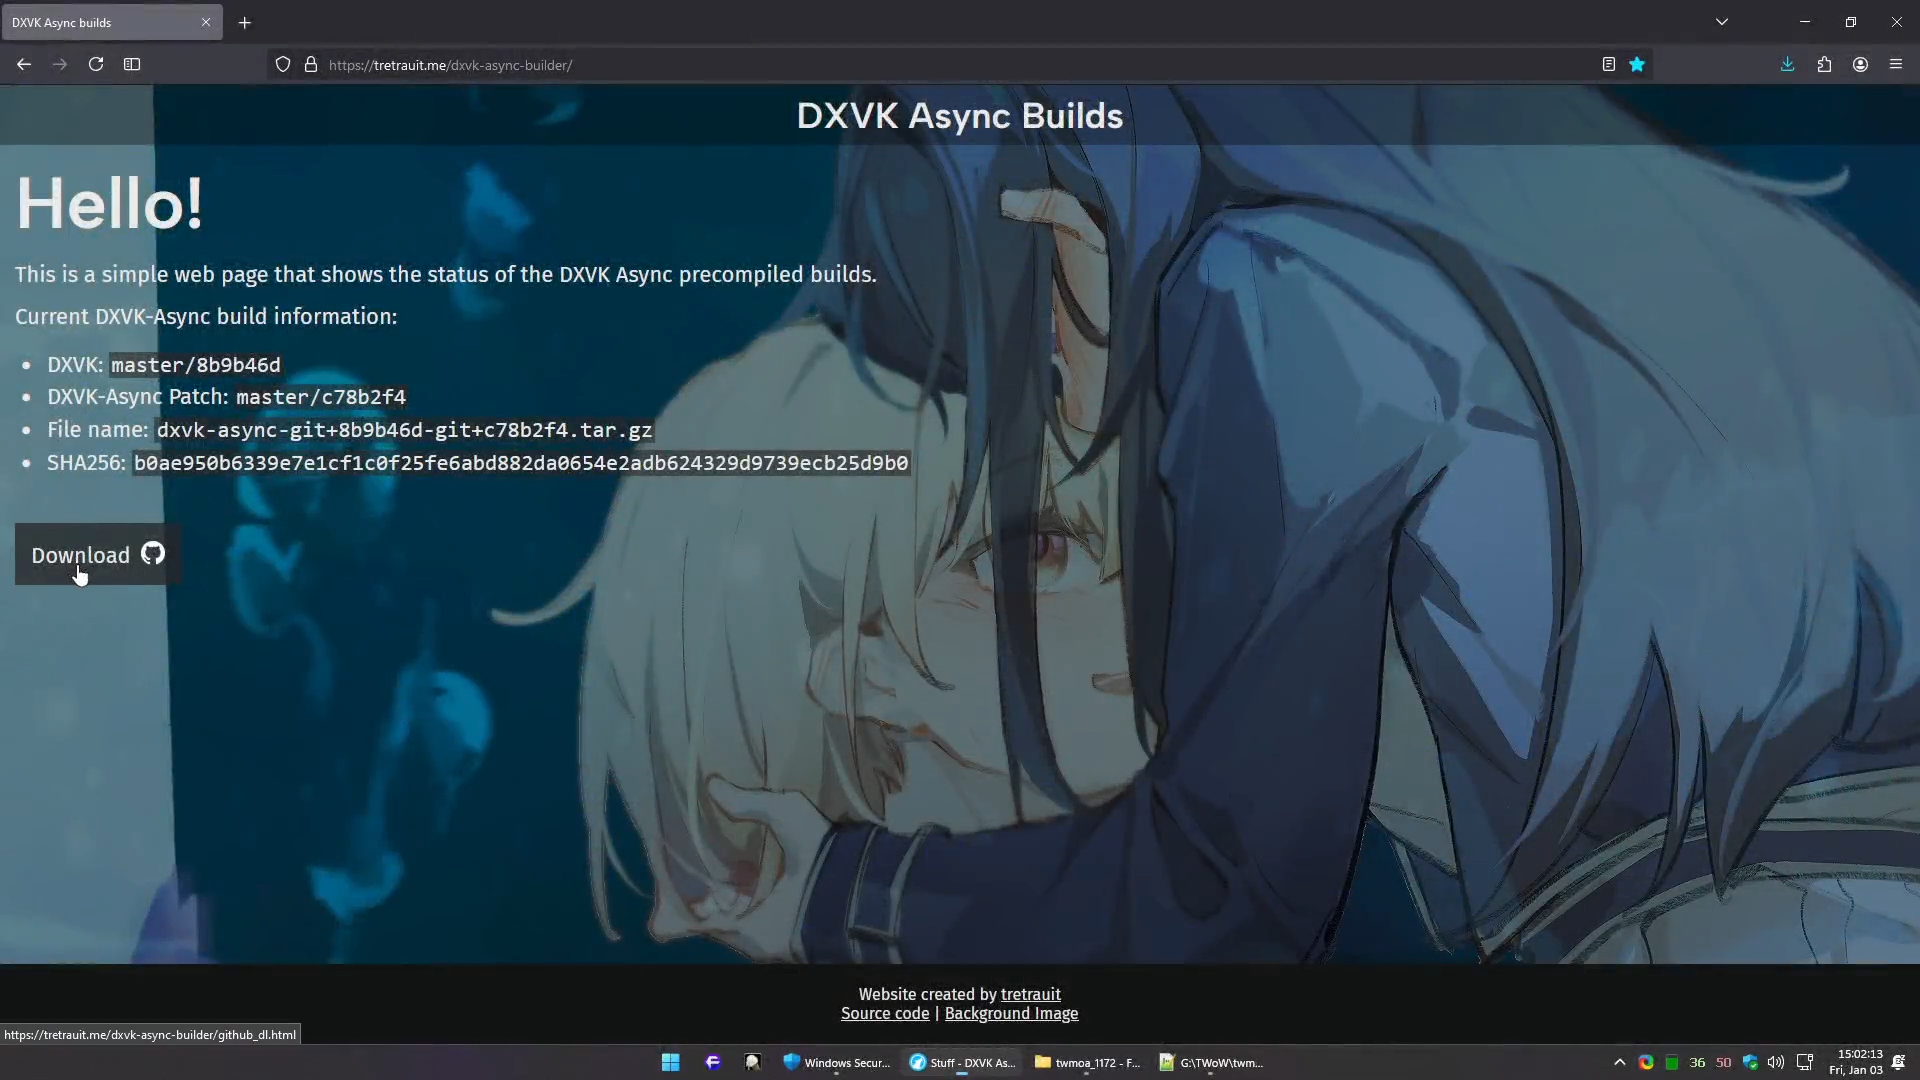 DXVK Async builds
https://tretrauit.me/dxvk-async-builder/
DXVK Async Builds
Hello!
This is a simple web page that shows the status of the DXVK Async precompiled builds.
Current DXVK-Async build information:
DXVK: master/8b9b46d
DXVK-Async Patch: master/c78b2f4
File name: dxvk-async-git+8b9b46d-git+c78b2f4.tar.gz
SHA256: b0ae950b6339e7e1cf1c0f25fe6abd882da0654e2adb624329d9739ecb25d9b0
Download
Website created by tretrauit
Source code | Background Image
https://tretrauit.me/dxvk-async-builder/github_dl.html
Windows Secur...
Stuff - DXVK As...
twmoa_1172 - F...
G:\TWoW\twm...
36
50
15:02:13
Fri, Jan 03